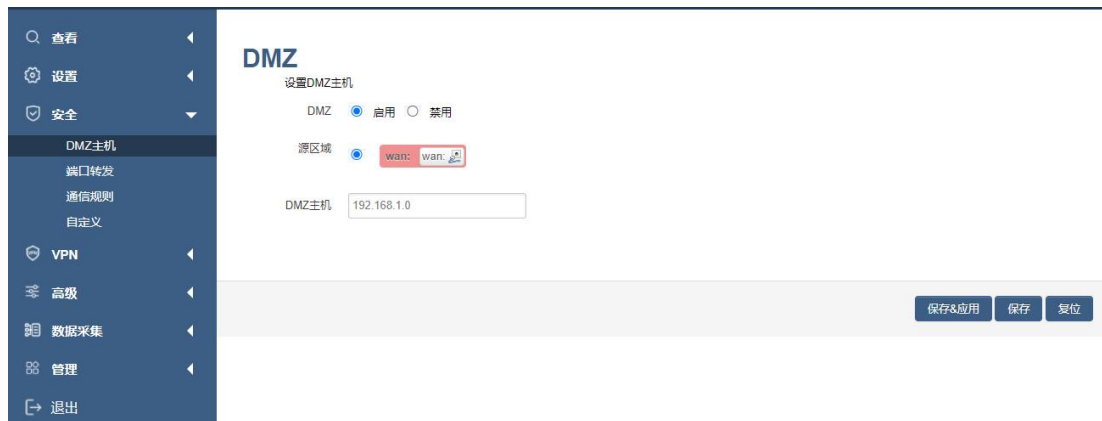 查看
设置
安全
DMZ主机
端口转发
通信规则
自定义
VPN
高级
数据采集
管理
退出
DMZ
设置DMZ主机
DMZ 启用 禁用
源区域 wan: wan:
DMZ主机 192.168.1.0
保存&应用 保存 复位